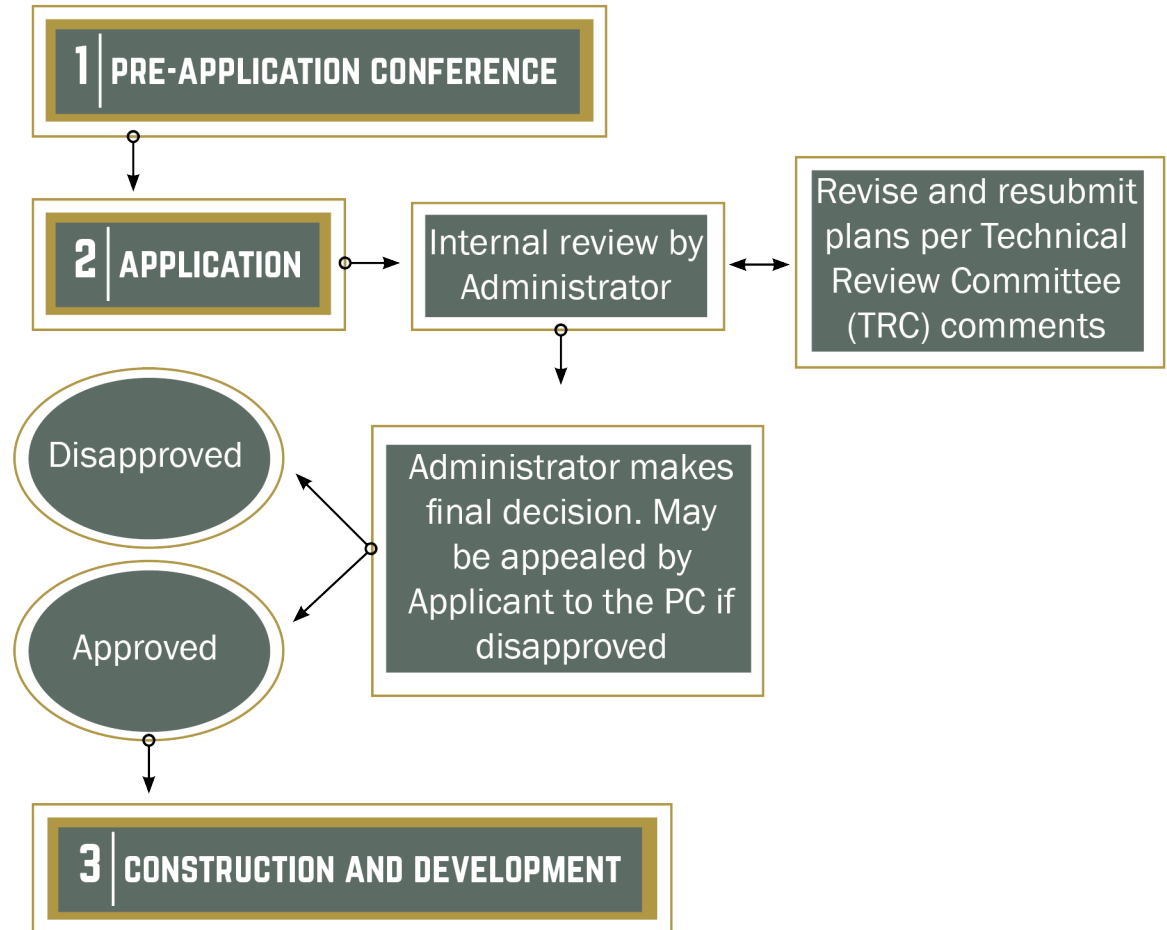 1 PRE-APPLICATION CONFERENCE
2 APPLICATION
Internal review by
Administrator
Revise and resubmit
plans per Technical
Review Committee
(TRC) comments
Administrator makes
final decision. May
be appealed by
Applicant to the PC if
disapproved
Disapproved
Approved
3 CONSTRUCTION AND DEVELOPMENT